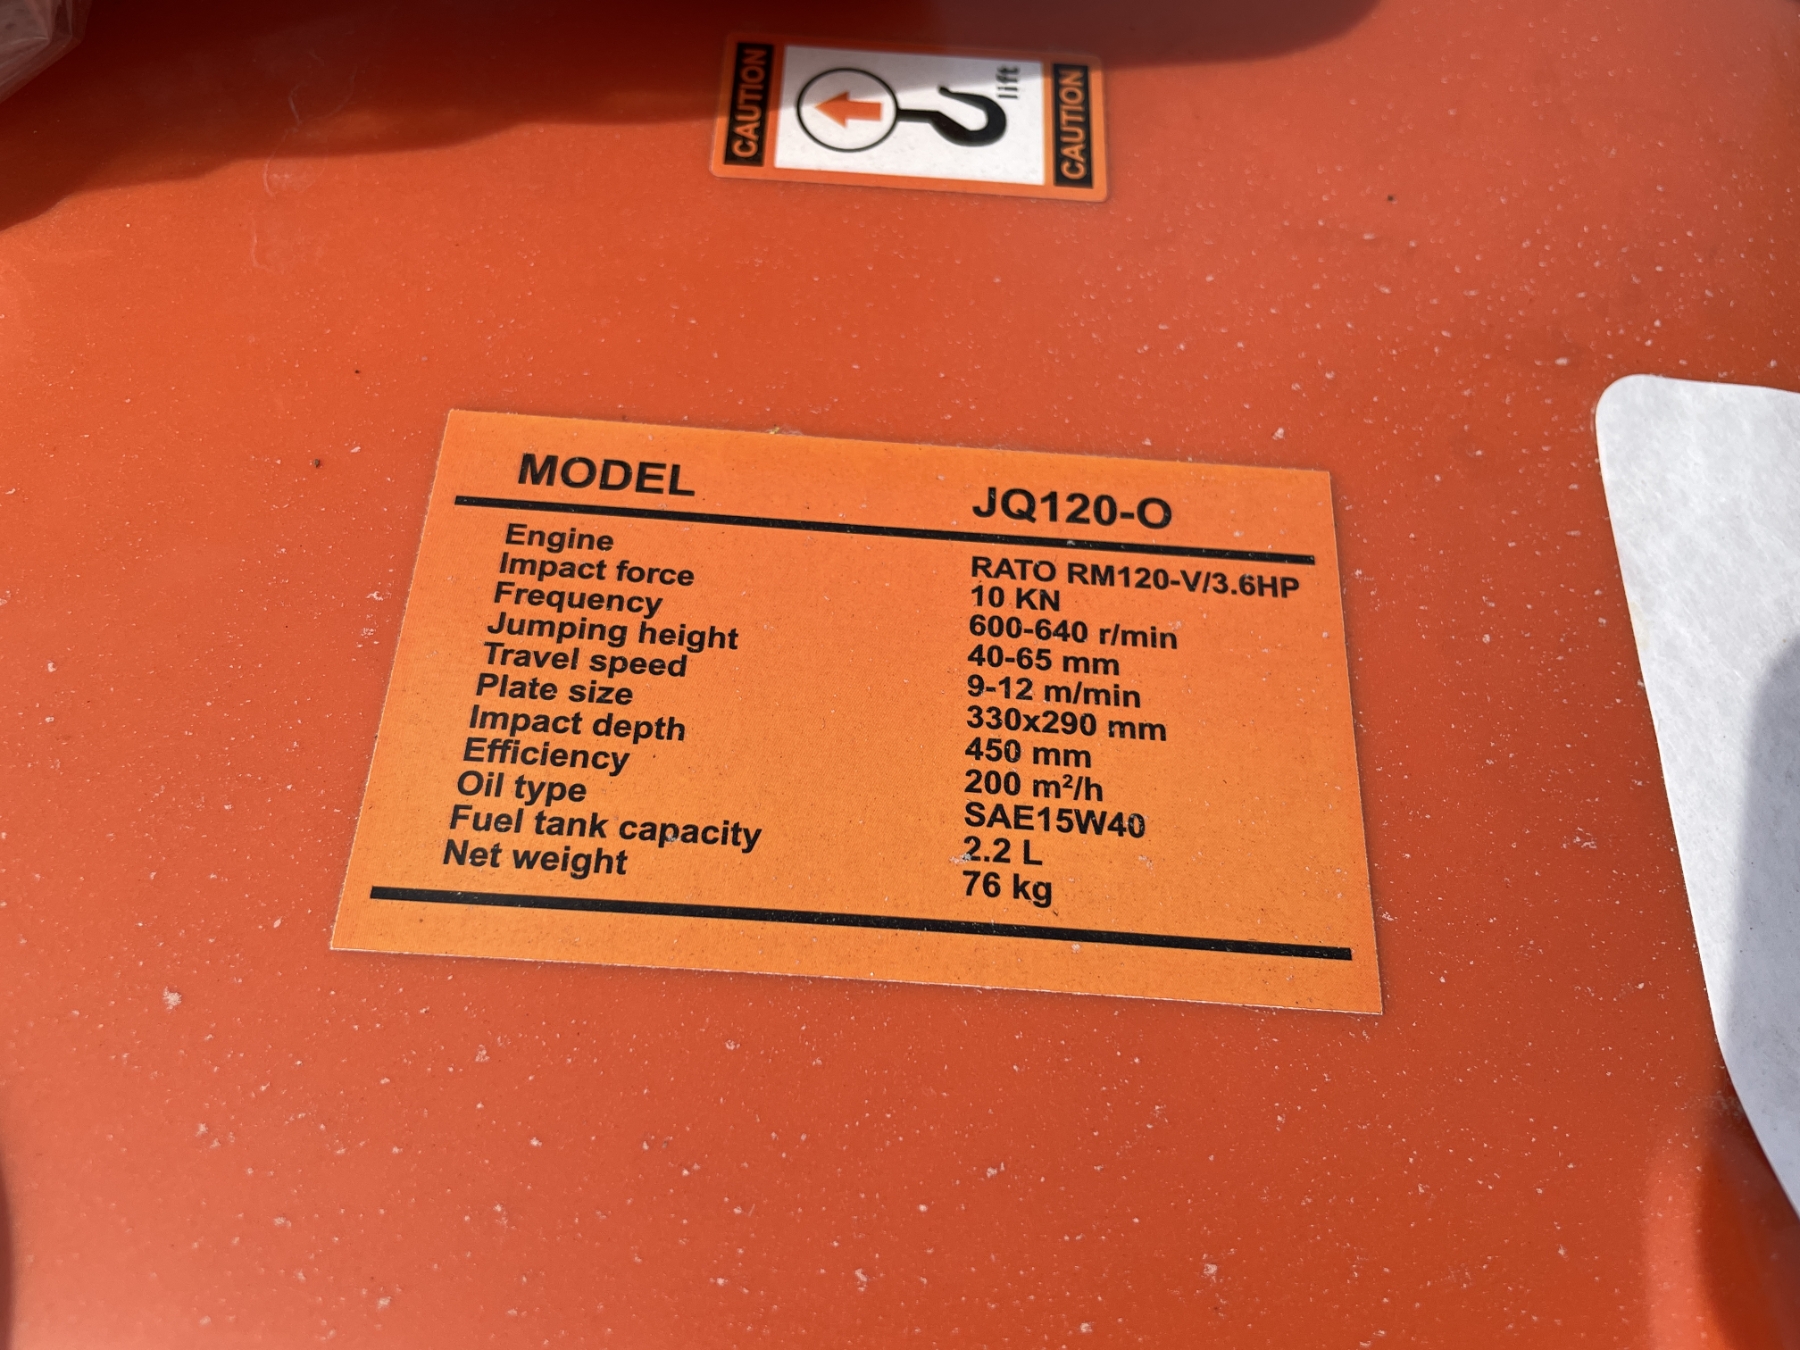 CAUTION
lift
CAUTION
MODEL JQ120-O
Engine RATO RM120-V/3.6HP
Impact force 10 KN
Frequency 600-640 r/min
Jumping height 40-65 mm
Travel speed 9-12 m/min
Plate size 330x290 mm
Impact depth 450 mm
Efficiency 200 m²/h
Oil type SAE15W40
Fuel tank capacity 2.2 L
Net weight 76 kg